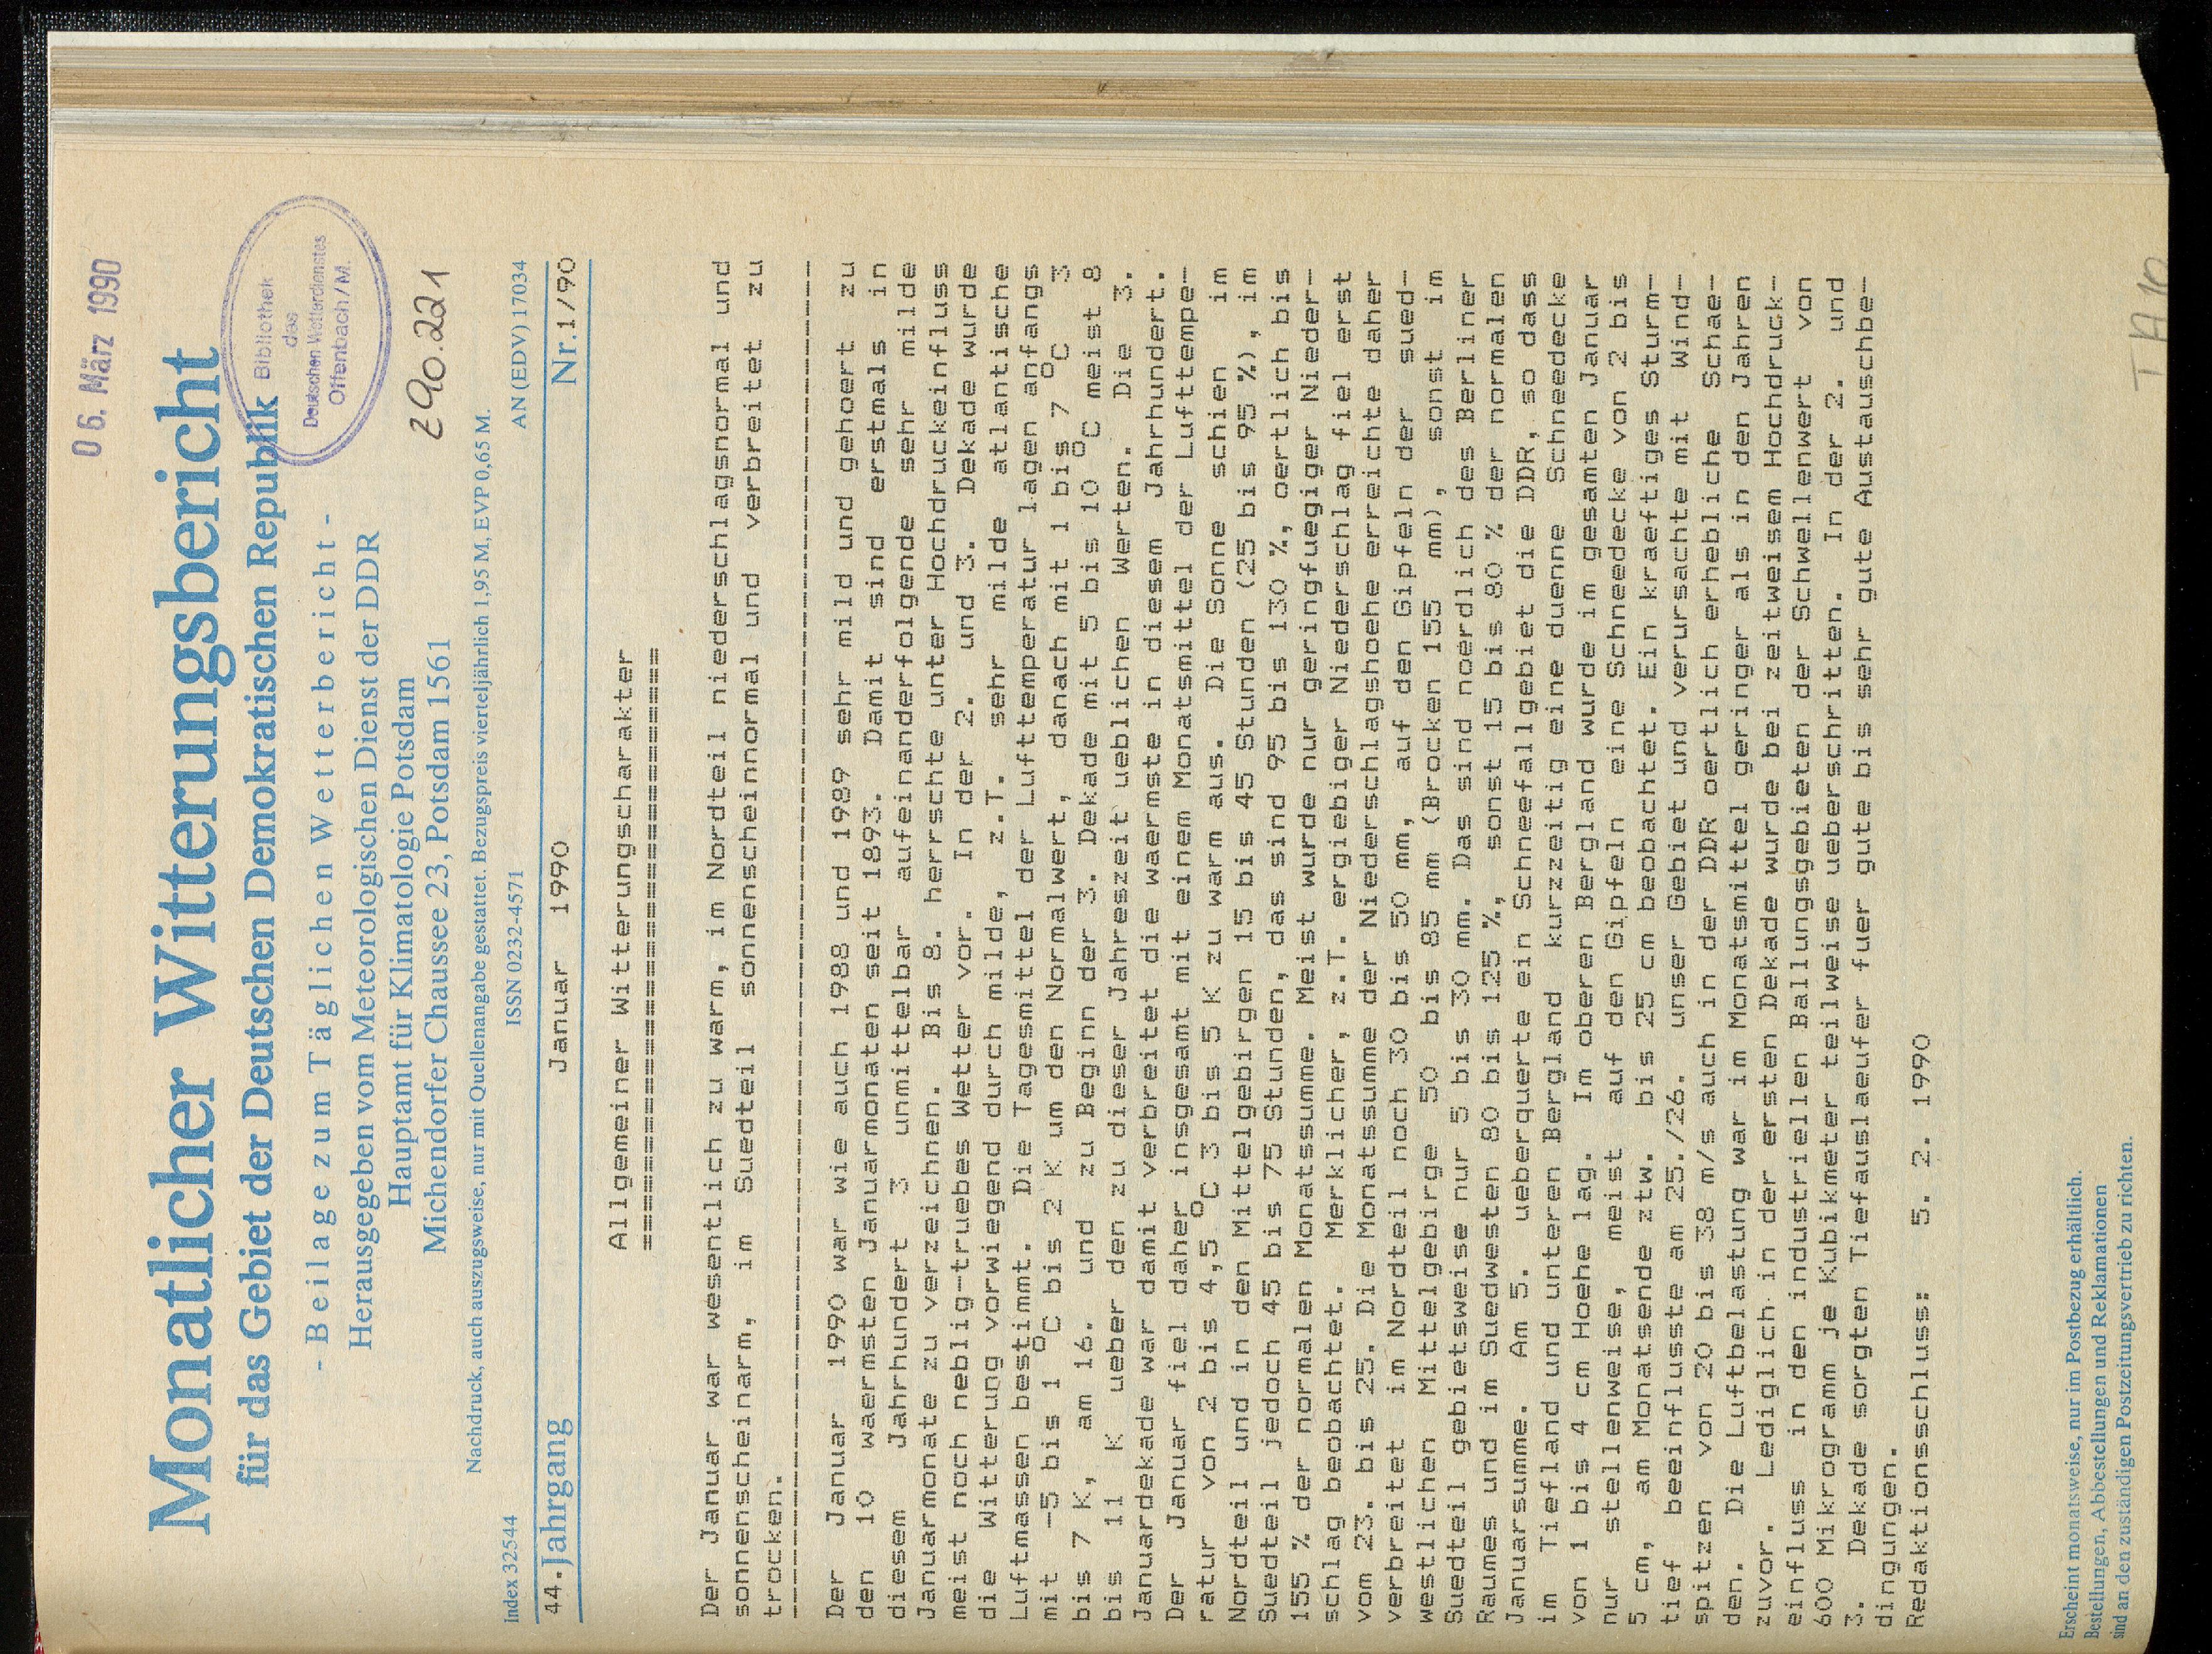 06. März 1990
Monatlicher Witterungsbericht
für das Gebiet der Deutschen Demokratischen Republik
Bibliothek
des
Deutschen Wetterdienstes
Offenbach/M.
- Beilage zum Täglichen Wetterbericht -
Herausgegeben vom Meteorologischen Dienst der DDR
Hauptamt für Klimatologie Potsdam
Michendorfer Chaussee 23, Potsdam 1561
290.221
Nachdruck, auch auszugsweise, nur mit Quellenangabe gestattet. Bezugspreis vierteljährlich 1,95 M, EVP 0,65 M.
Index 32544 ISSN 0232-4571 AN (EDV) 17034
44. Jahrgang Januar 1990 Nr. 1/90
Allgemeiner Witterungscharakter
===============================
Der Januar war wesentlich zu warm, im Nordteil niederschlagsnormal und
sonnenscheinarm, im Suedteil sonnenscheinnormal und verbreitet zu
trocken.
----------------------------------------------------------------------
Der Januar 1990 war wie auch 1988 und 1989 sehr mild und gehoert zu
den 10 waermsten Januarmonaten seit 1893. Damit sind erstmals in
diesem Jahrhundert 3 unmittelbar aufeinanderfolgende sehr milde
Januarmonate zu verzeichnen. Bis 8. herrschte unter Hochdruckeinfluss
meist noch neblig-truebes Wetter vor. In der 2. und 3. Dekade wurde
die Witterung vorwiegend durch milde, z.T. sehr milde atlantische
Luftmassen bestimmt. Die Tagesmittel der Lufttemperatur lagen anfangs
mit -5 bis 1 °C bis 2 K um den Normalwert, danach mit 1 bis 7 °C 3
bis 7 K, am 16. und zu Beginn der 3. Dekade mit 5 bis 10 °C meist 8
bis 11 K ueber den zu dieser Jahreszeit ueblichen Werten. Die 3.
Januardekade war damit verbreitet die waermste in diesem Jahrhundert.
Der Januar fiel daher insgesamt mit einem Monatsmittel der Lufttempe-
ratur von 2 bis 4,5 °C 3 bis 5 K zu warm aus. Die Sonne schien im
Nordteil und in den Mittelgebirgen 15 bis 45 Stunden (25 bis 95 %), im
Suedteil jedoch 45 bis 75 Stunden, das sind 95 bis 130 %, oertlich bis
155 % der normalen Monatssumme. Meist wurde nur geringfuegiger Nieder-
schlag beobachtet. Merklicher, z.T. ergiebiger Niederschlag fiel erst
vom 23. bis 25. Die Monatssumme der Niederschlagshoehe erreichte daher
verbreitet im Nordteil noch 30 bis 50 mm, auf den Gipfeln der sued-
westlichen Mittelgebirge 50 bis 85 mm (Brocken 155 mm), sonst im
Suedteil gebietsweise nur 5 bis 30 mm. Das sind noerdlich des Berliner
Raumes und im Suedwesten 80 bis 125 %, sonst 15 bis 80 % der normalen
Januarsumme. Am 5. ueberquerte ein Schneefallgebiet die DDR, so dass
im Tiefland und unteren Bergland kurzzeitig eine duenne Schneedecke
von 1 bis 4 cm Hoehe lag. Im oberen Bergland wurde im gesamten Januar
nur stellenweise, meist auf den Gipfeln eine Schneedecke von 2 bis
5 cm, am Monatsende ztw. bis 25 cm beobachtet. Ein kraeftiges Sturm-
tief beeinflusste am 25./26. unser Gebiet und verursachte mit Wind-
spitzen von 20 bis 38 m/s auch in der DDR oertlich erhebliche Schae-
den. Die Luftbelastung war im Monatsmittel geringer als in den Jahren
zuvor. Lediglich in der ersten Dekade wurde bei zeitweisem Hochdruck-
einfluss in den industriellen Ballungsgebieten der Schwellenwert von
600 Mikrogramm je Kubikmeter teilweise ueberschritten. In der 2. und
3. Dekade sorgten Tiefauslaeufer fuer gute bis sehr gute Austauschbe-
dingungen.
Redaktionsschluss: 5. 2. 1990
Erscheint monatsweise, nur im Postbezug erhältlich.
Bestellungen, Abbestellungen und Reklamationen
sind an den zuständigen Postzeitungsvertrieb zu richten.